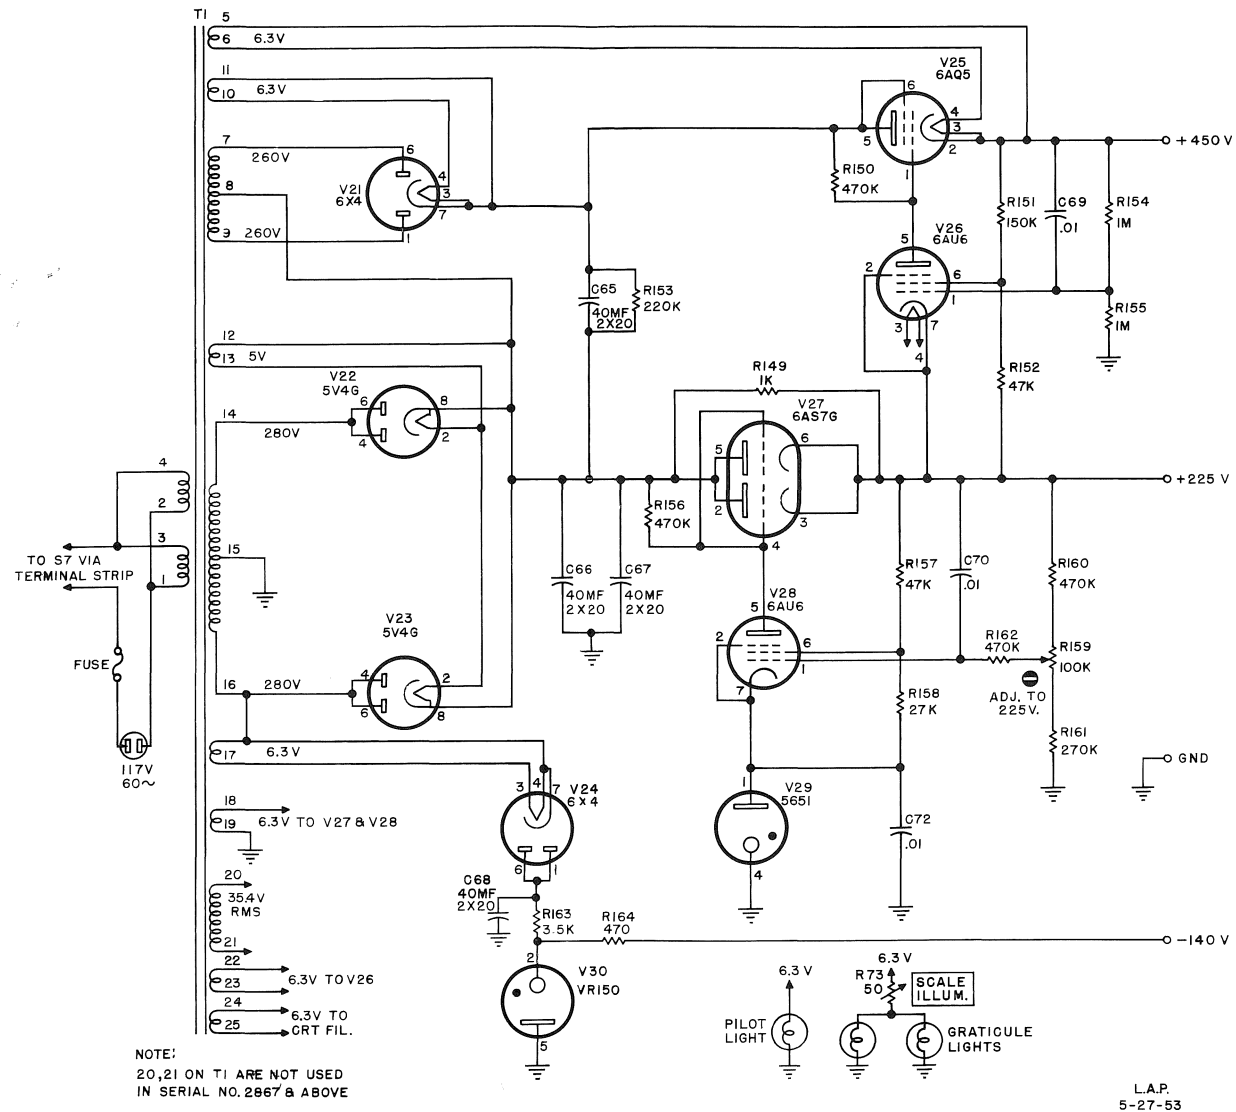 T1
5
6
6.3V
11
10
6.3V
7
260V
8
9
260V
6
V21
6X4
4
3
7
1
V25
6AQ5
6
4
3
2
5
1
+450V
R150
470K
R151
150K
C69
.01
R154
1M
V26
6AU6
5
2
6
1
3
7
4
C65
40MF
2X20
R153
220K
R155
1M
R152
47K
12
13
5V
V22
5V4G
6
8
4
2
14
280V
R149
1K
V27
6AS7G
5
6
2
3
4
+225 V
4
2
3
1
15
TO S7 VIA
TERMINAL STRIP
R156
470K
C66
40MF
2X20
C67
40MF
2X20
R157
47K
C70
.01
R160
470K
V28
6AU6
5
2
6
1
7
R162
470K
R159
100K
ADJ. TO
225V.
V23
5V4G
4
2
6
8
16
280V
FUSE
R158
27K
R161
270K
GND
117V
60~
17
6.3V
3
4
7
V24
6X4
6
1
V29
5651
1
4
C72
.01
18
19
6.3V TO V27 & V28
20
35.4V
RMS
21
C68
40MF
2X20
R163
3.5K
R164
470
-140 V
2
V30
VR150
5
22
23
6.3V TO V26
24
25
6.3V TO
CRT FIL.
6.3 V
PILOT
LIGHT
6.3 V
R73
50
SCALE
ILLUM.
GRATICULE
LIGHTS
NOTE:
20,21 ON T1 ARE NOT USED
IN SERIAL NO. 2867 & ABOVE
L.A.P.
5-27-53